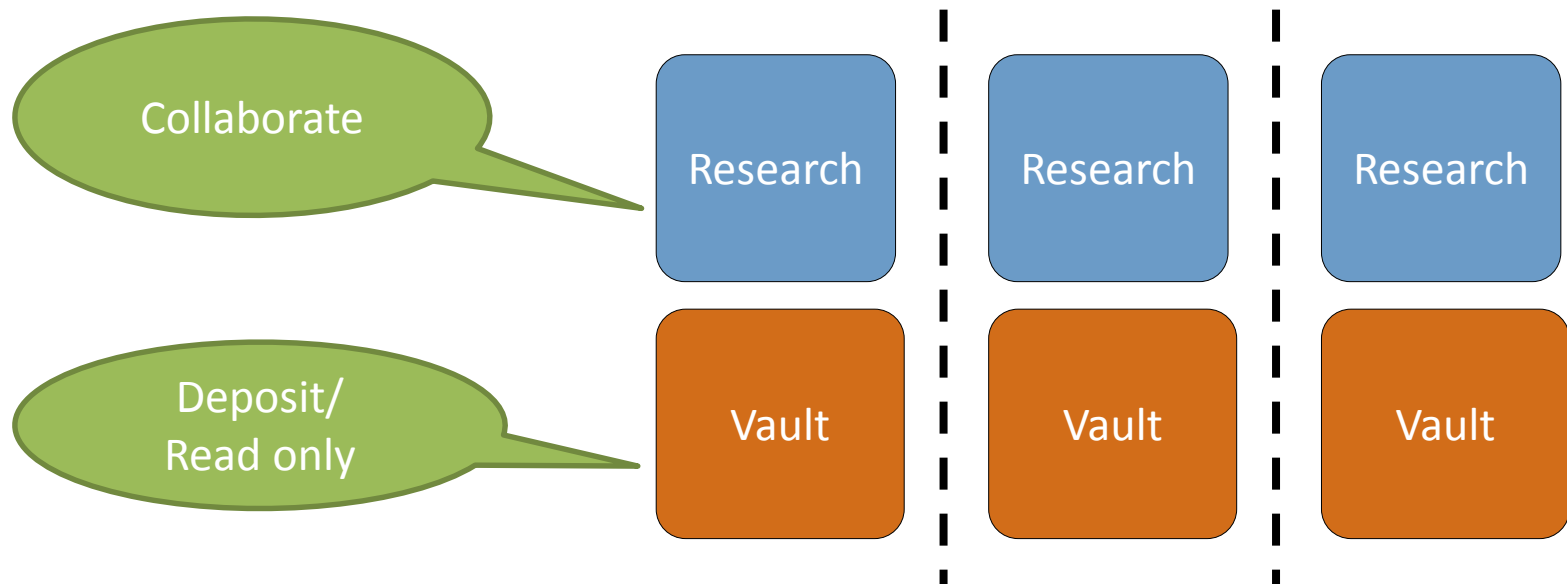 Collaborate
Research
Research
Research
Deposit/
Read only
Vault
Vault
Vault